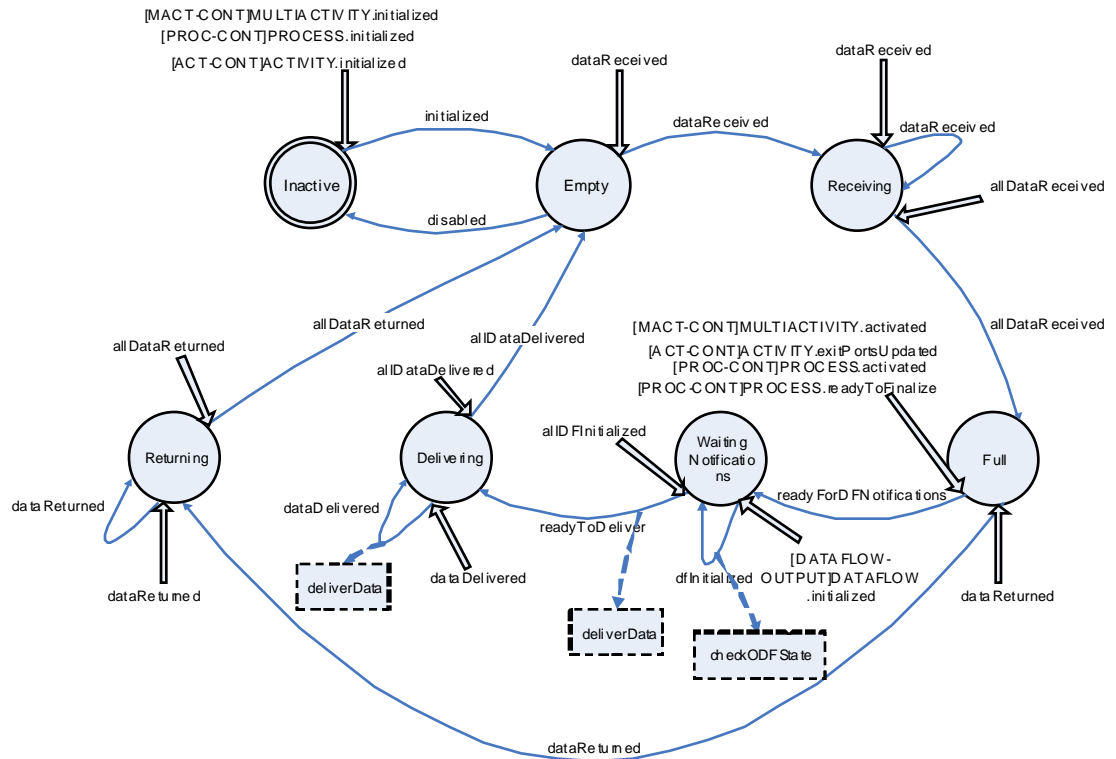 [MACT-CONT]MULTIACTIVITY.initialized
[PROC-CONT]PROCESS.initialized
[ACT-CONT]ACTIVITY.initialized
dataReceived
dataReceived
initialized
dataReceived
dataReceived
Inactive
Empty
Receiving
allDataReceived
disabled
allDataReceived
[MACT-CONT]MULTIACTIVITY.activated
[ACT-CONT]ACTIVITY.exitPortsUpdated
[PROC-CONT]PROCESS.activated
[PROC-CONT]PROCESS.readyToFinalize
allDataReturned
allDataDelivered
allDataReturned
allDataDelivered
allDFInitialized
Returning
Delivering
Waiting
Notificatio
ns
Full
dataReturned
dataDelivered
readyForDFNotifications
readyToDeliver
dataDelivered
dfInitialized
[DATAFLOW-
OUTPUT]DATAFLOW
.initialized
dataReturned
dataReturned
deliverData
deliverData
checkODFState
dataReturned